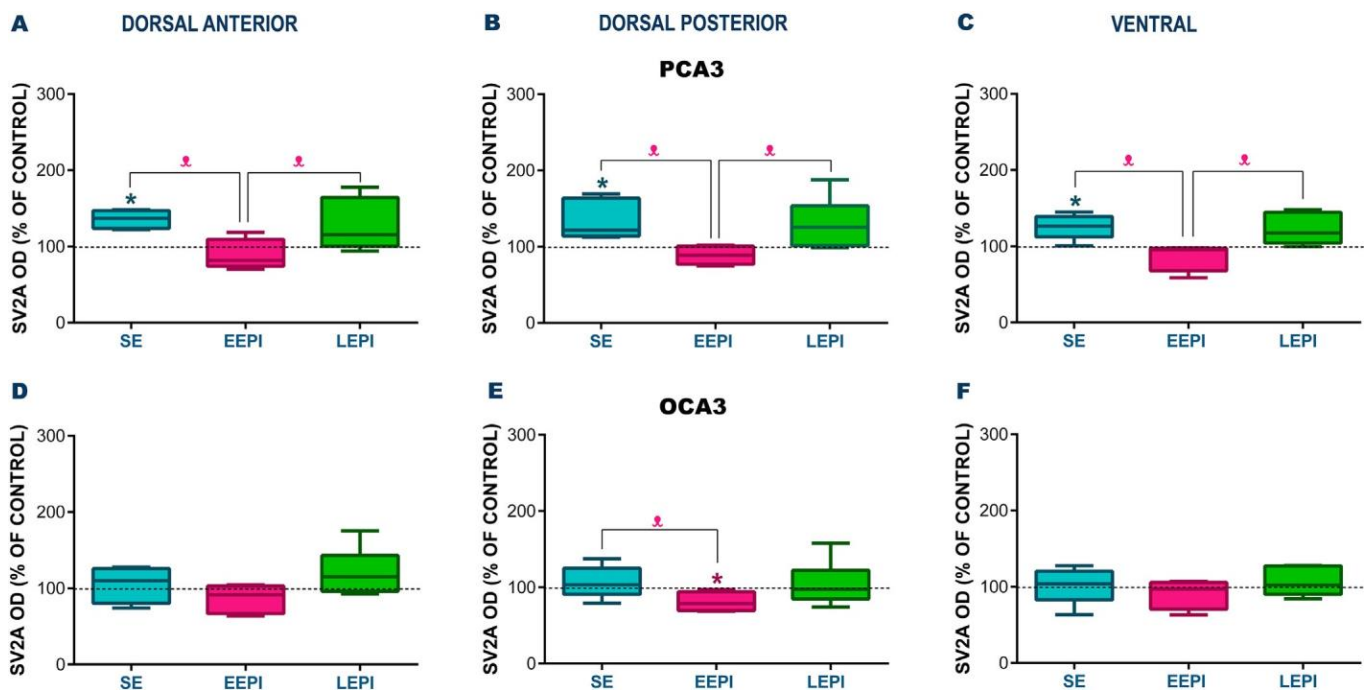 A DORSAL ANTERIOR
B DORSAL POSTERIOR
C VENTRAL
PCA3
SV2A OD (% OF CONTROL)
300
200
100
0
SE EEPI LEPI
*
SV2A OD (% OF CONTROL)
300
200
100
0
SE EEPI LEPI
*
SV2A OD (% OF CONTROL)
300
200
100
0
SE EEPI LEPI
*
D
E
F
OCA3
SV2A OD (% OF CONTROL)
300
200
100
0
SE EEPI LEPI
SV2A OD (% OF CONTROL)
300
200
100
0
SE EEPI LEPI
*
SV2A OD (% OF CONTROL)
300
200
100
0
SE EEPI LEPI